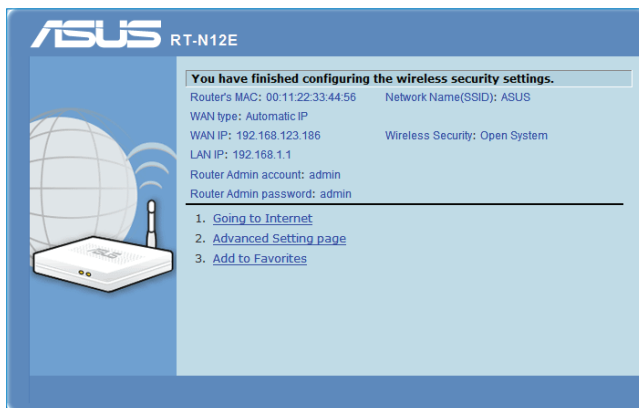 ASUS RT-N12E
You have finished configuring the wireless security settings.
Router's MAC: 00:11:22:33:44:56 Network Name(SSID): ASUS
WAN type: Automatic IP
WAN IP: 192.168.123.186 Wireless Security: Open System
LAN IP: 192.168.1.1
Router Admin account: admin
Router Admin password: admin
1. Going to Internet
2. Advanced Setting page
3. Add to Favorites
ASUS